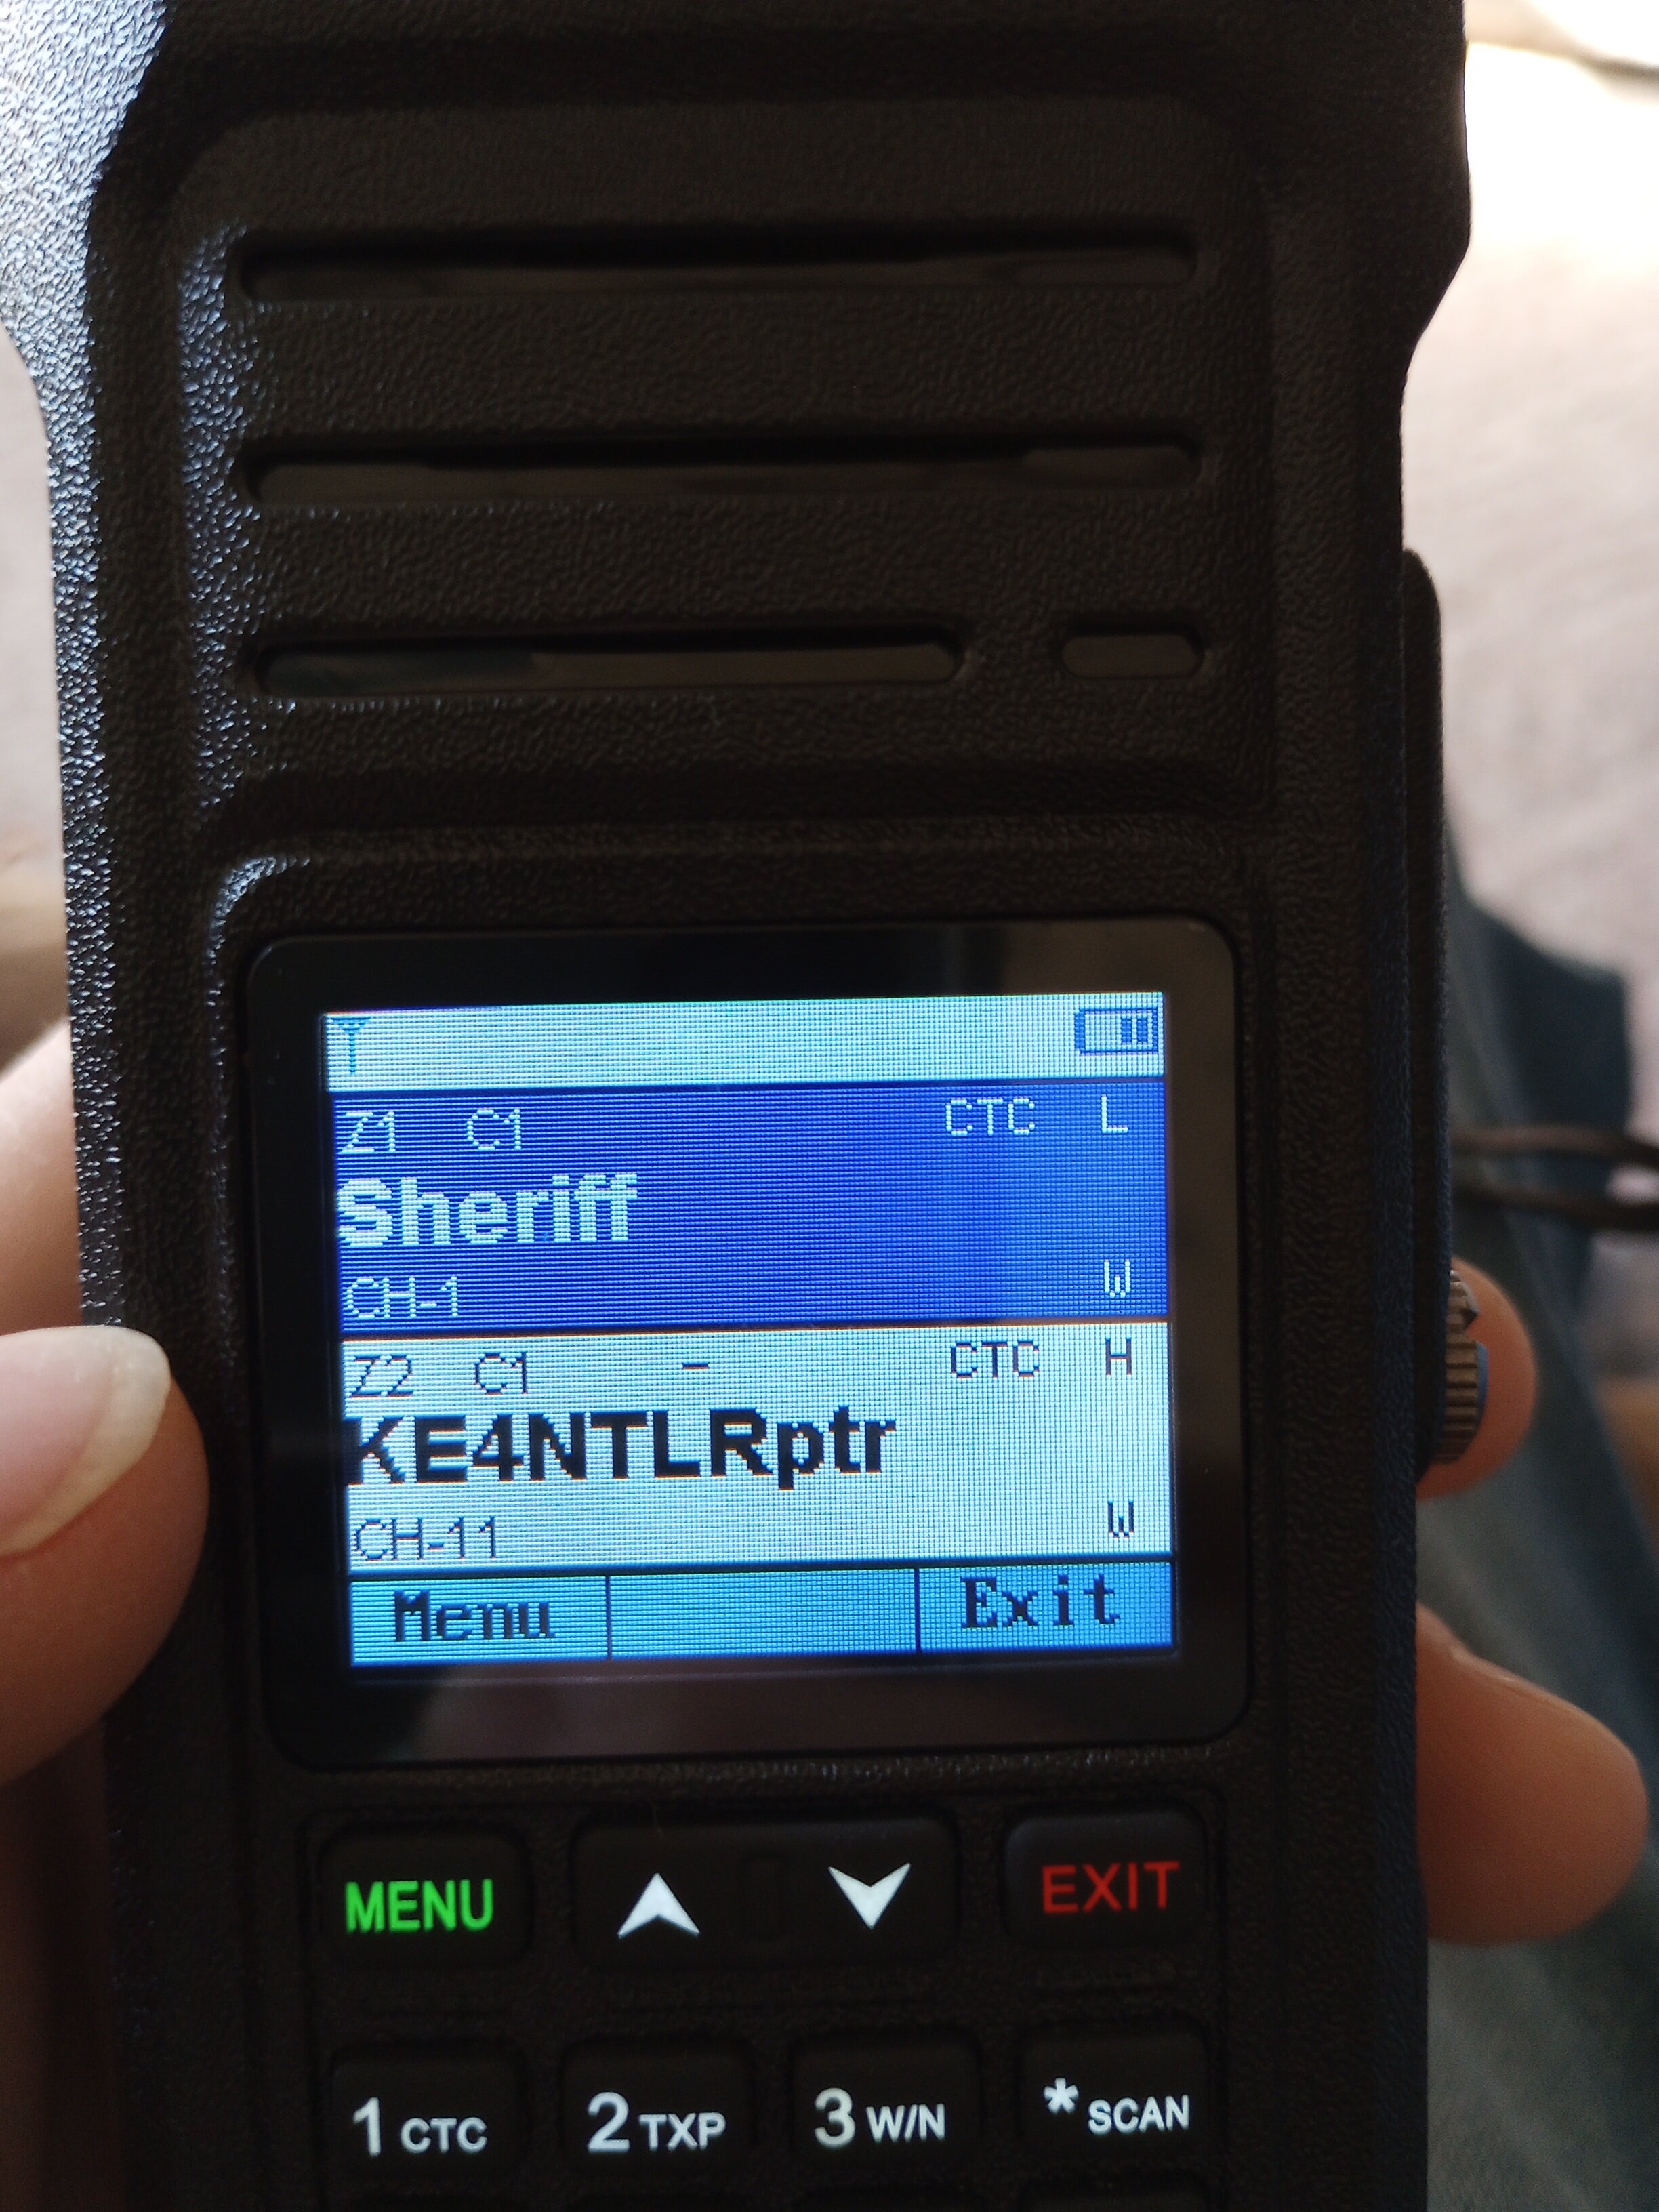 Z1 C1 CTC L
Sheriff
CH-1 W
Z2 C1 - CTC H
KE4NTLRptr
CH-11 W
Menu Exit
MENU EXIT
1 CTC 2 TXP 3 W/N * SCAN